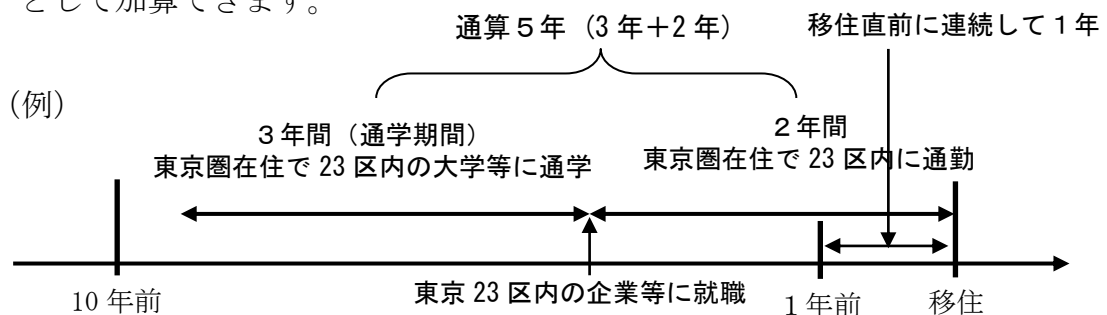 として加算できます。
通算５年（3 年＋2 年）
移住直前に連続して 1 年
（例）
３年間（通学期間）
東京圏在住で 23 区内の大学等に通学
２年間
東京圏在住で 23 区内に通勤
10 年前
東京 23 区内の企業等に就職
１年前
移住